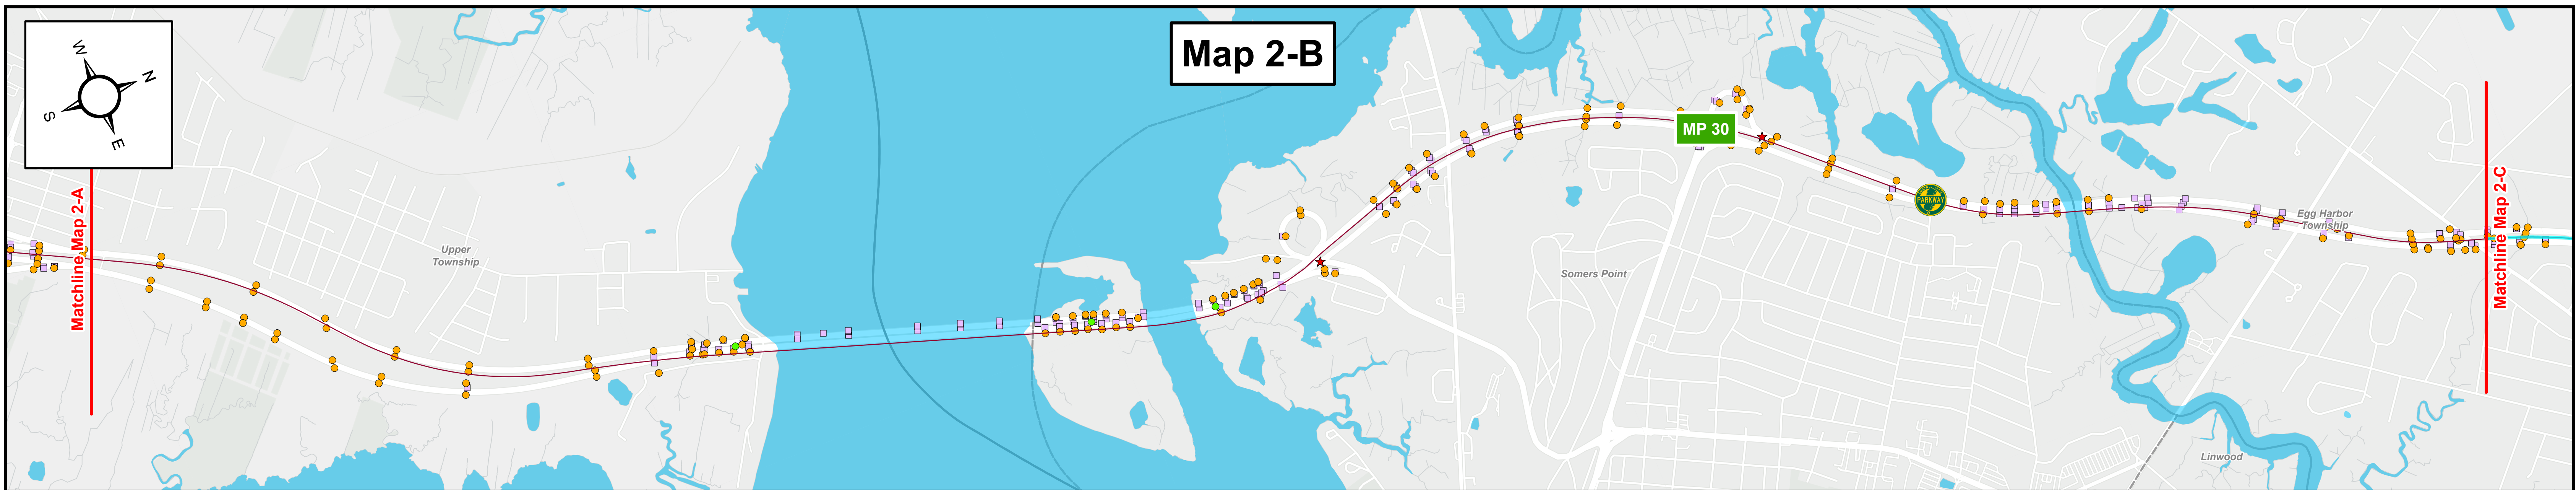 Map 2-B
W
N
S
E
MP 30
Matchline Map 2-A
Matchline Map 2-C
PARKWAY
Egg Harbor
Township
Upper
Township
Somers Point
Linwood